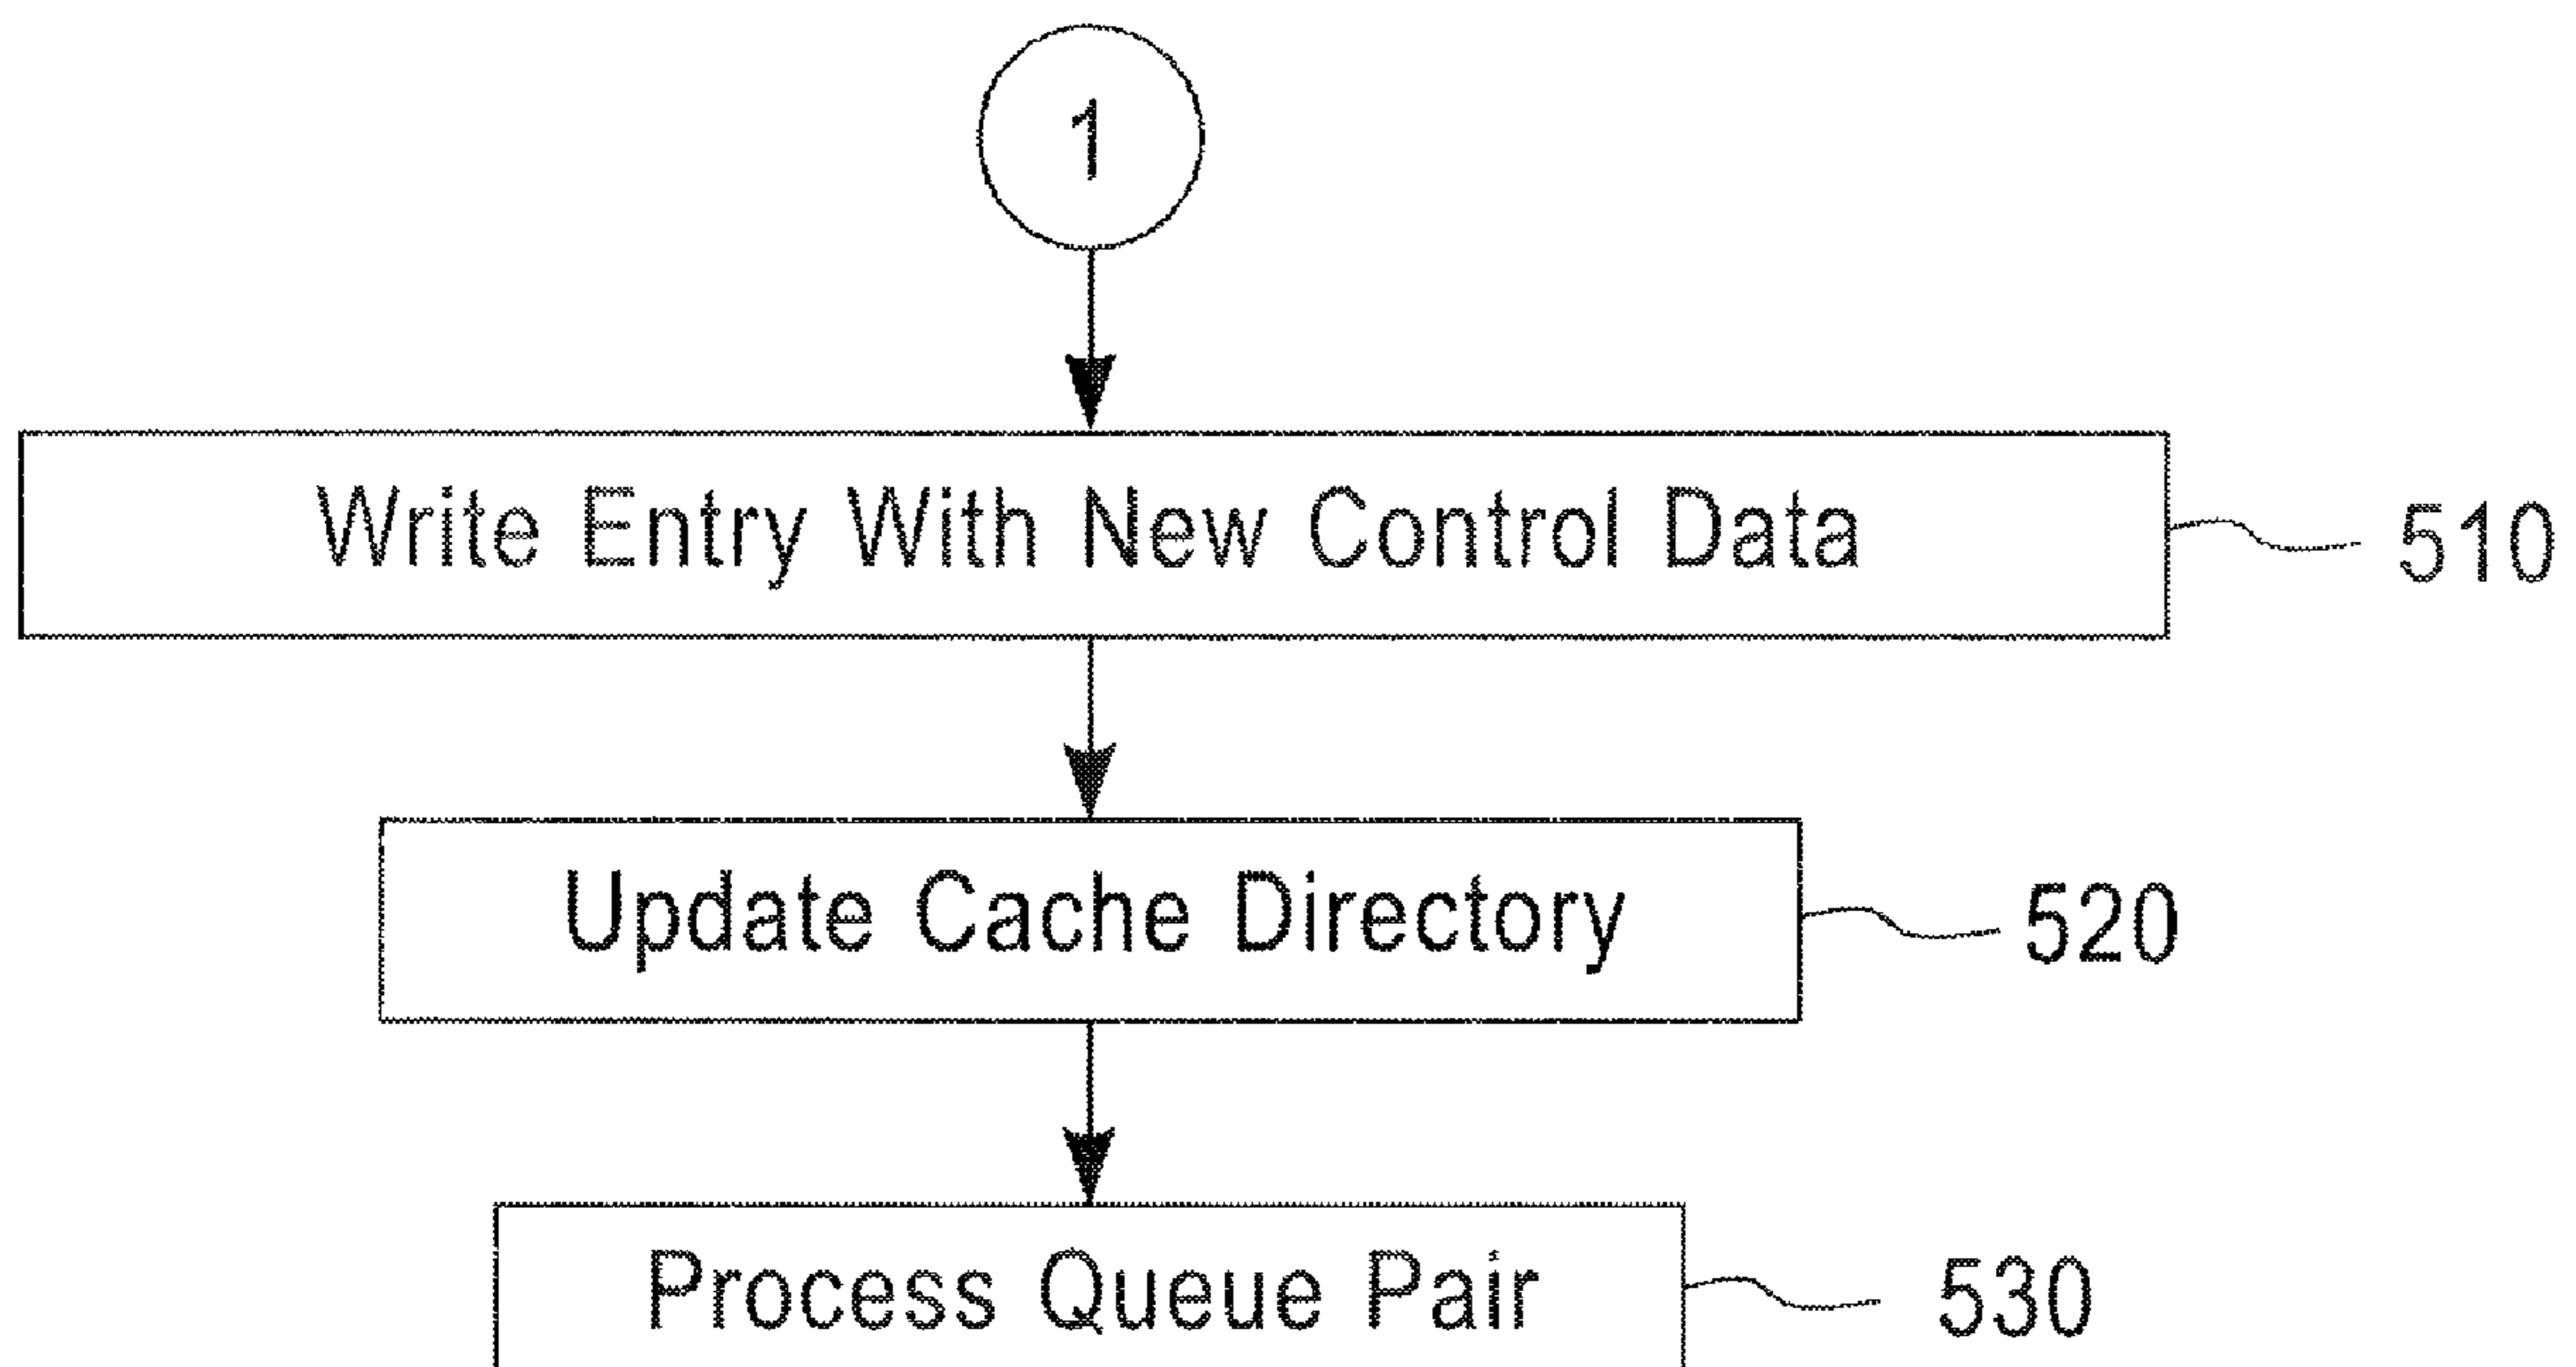 1
Write Entry With New Control Data
510
Update Cache Directory
520
Process Queue Pair
530